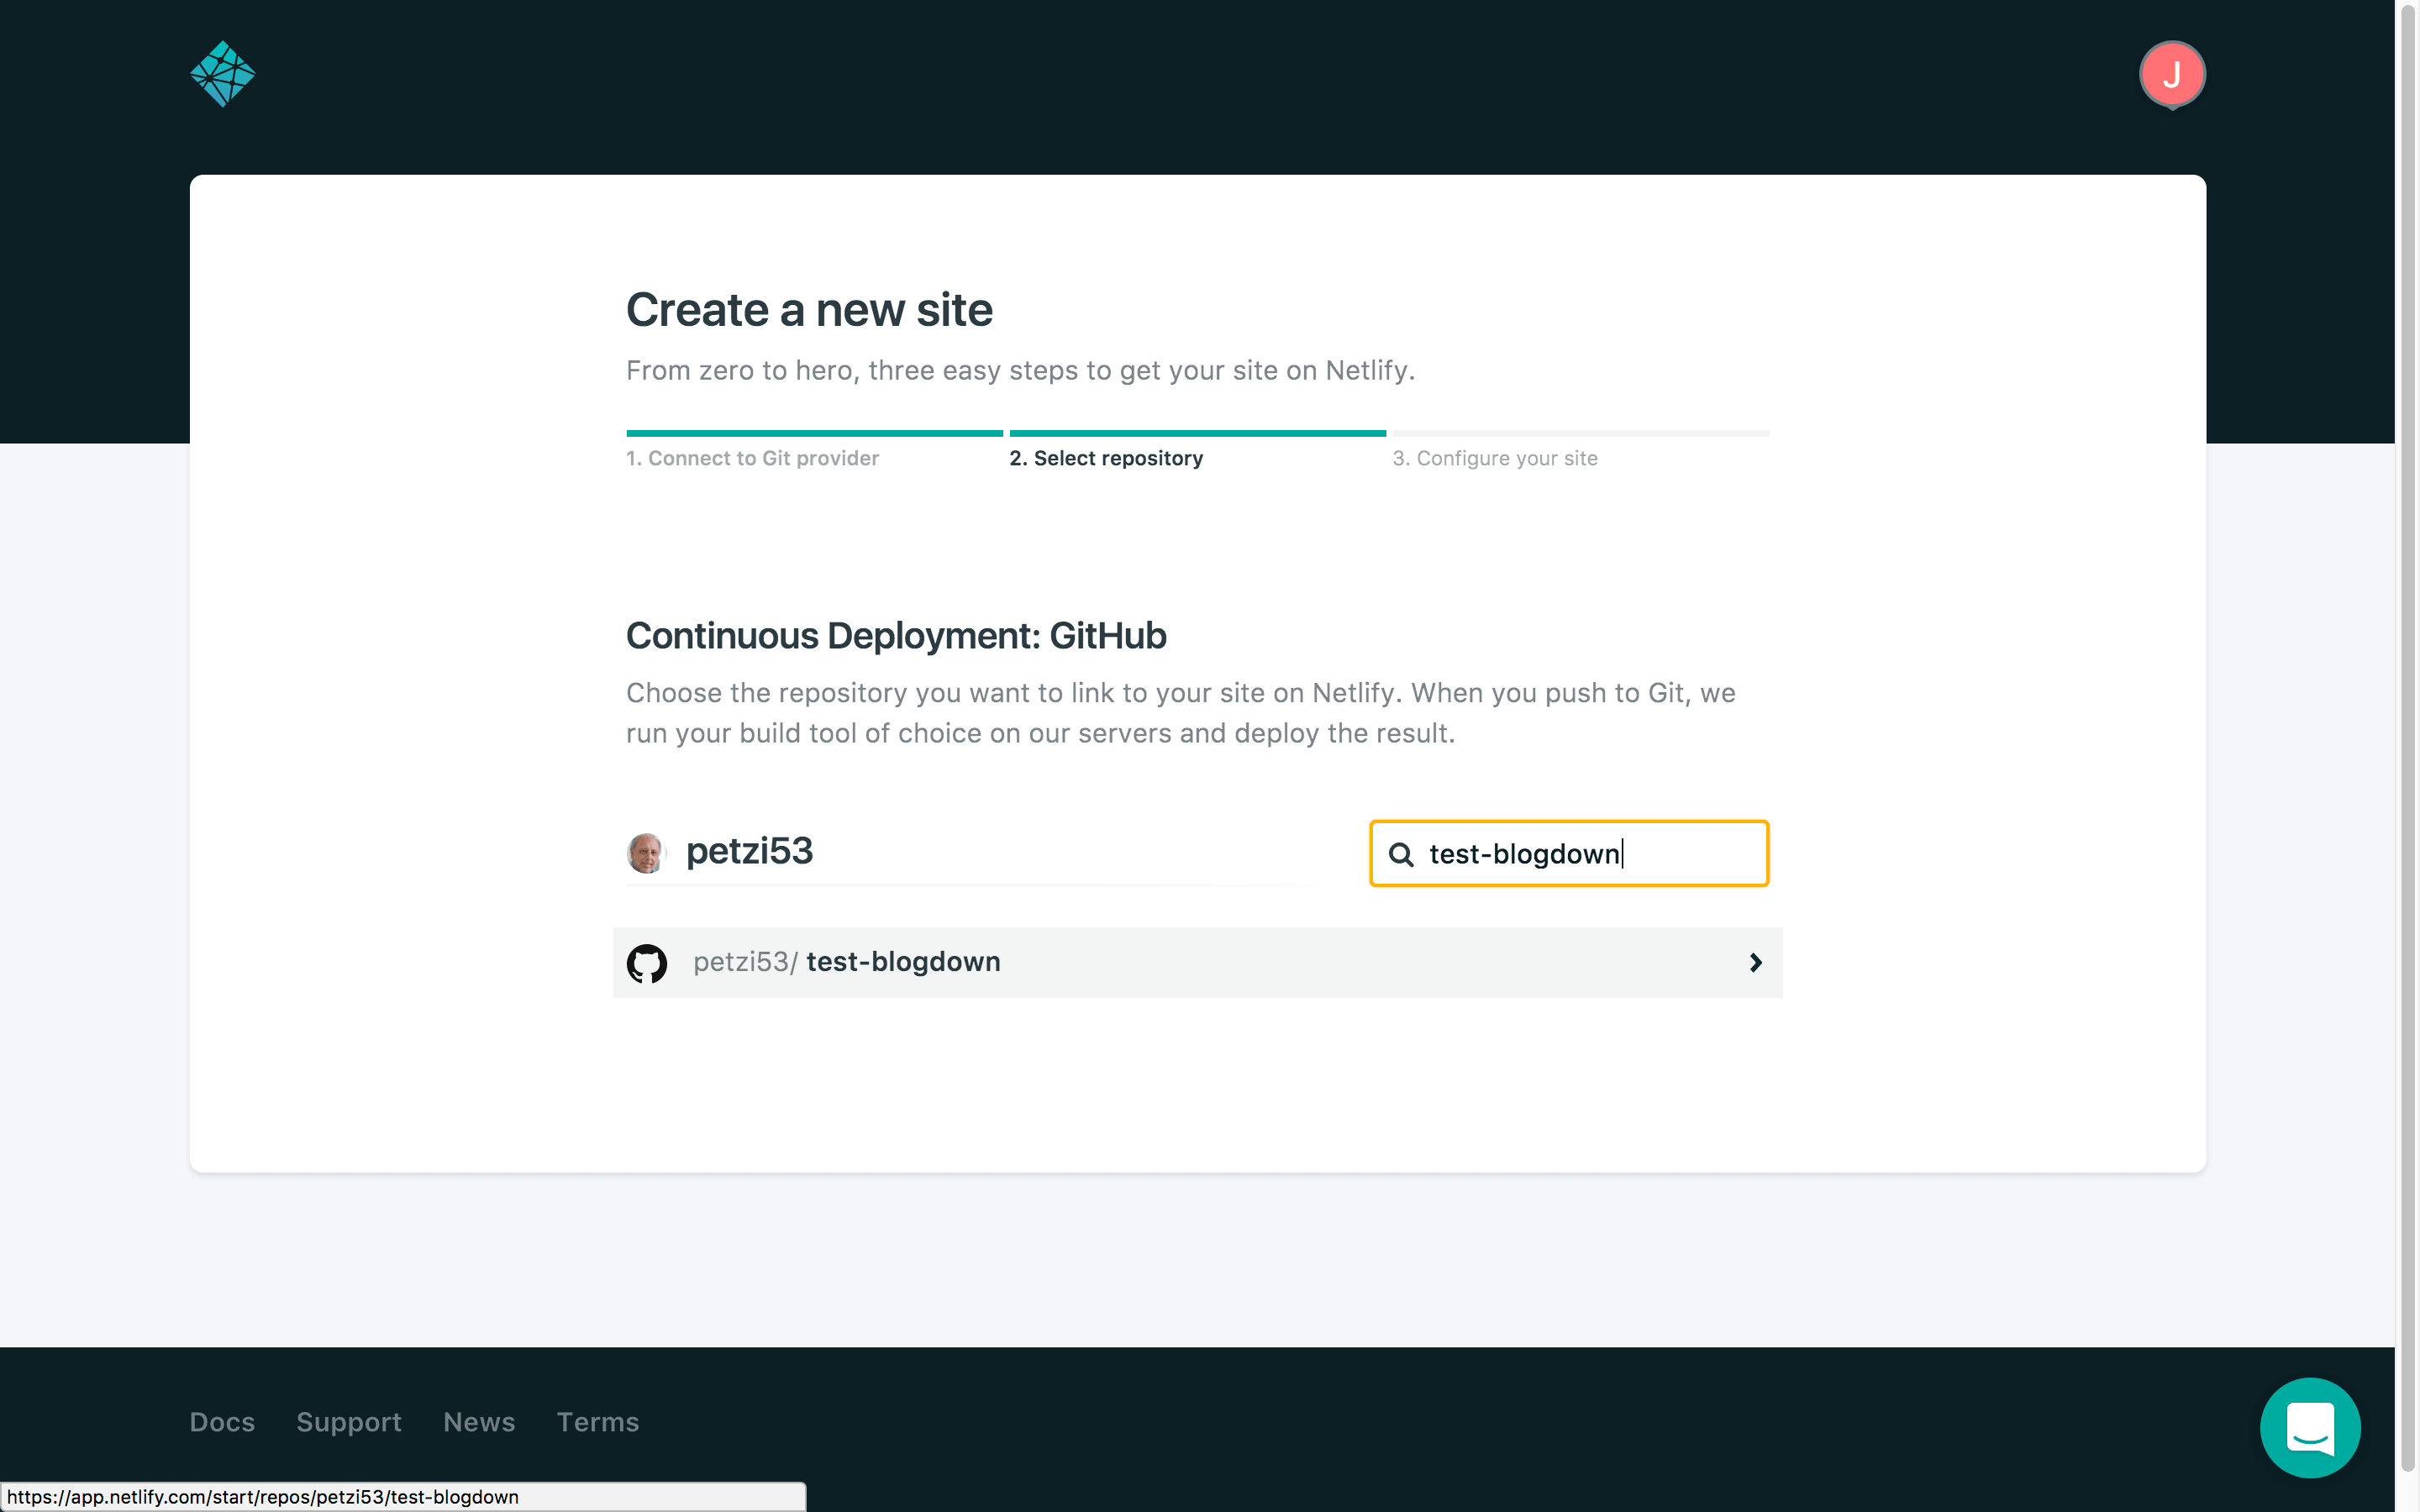 J
Create a new site
From zero to hero, three easy steps to get your site on Netlify.
1. Connect to Git provider
2. Select repository
3. Configure your site
Continuous Deployment: GitHub
Choose the repository you want to link to your site on Netlify. When you push to Git, we
run your build tool of choice on our servers and deploy the result.
petzi53
test-blogdown
petzi53/ test-blogdown
Docs Support News Terms
https://app.netlify.com/start/repos/petzi53/test-blogdown